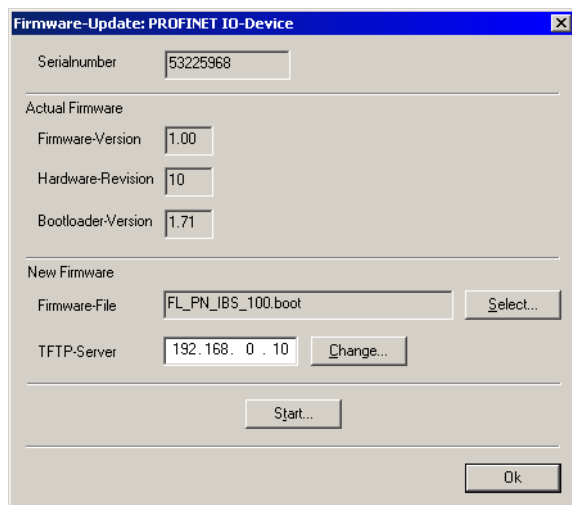 Firmware-Update: PROFINET IO-Device
Serialnumber 53225968
Actual Firmware
Firmware-Version 1.00
Hardware-Revision 10
Bootloader-Version 1.71
New Firmware
Firmware-File FL_PN_IBS_100.boot Select...
TFTP-Server 192.168. 0 . 10 Change...
Start...
Ok